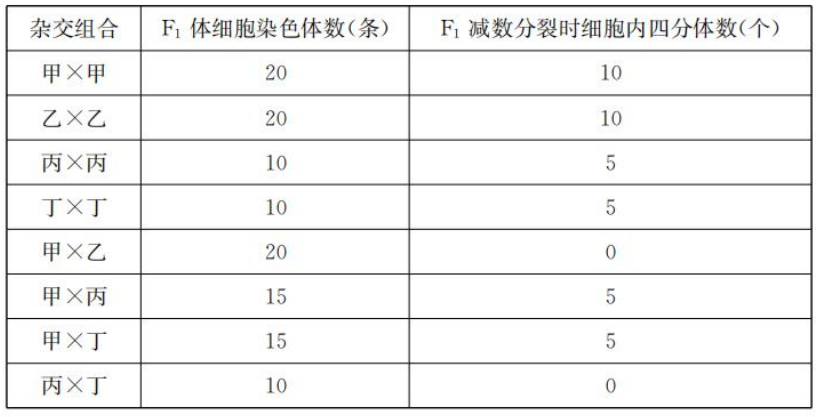 杂交组合 F₁ 体细胞染色体数(条) F₁ 减数分裂时细胞内四分体数(个)
甲×甲 20 10
乙×乙 20 10
丙×丙 10 5
丁×丁 10 5
甲×乙 20 0
甲×丙 15 5
甲×丁 15 5
丙×丁 10 0